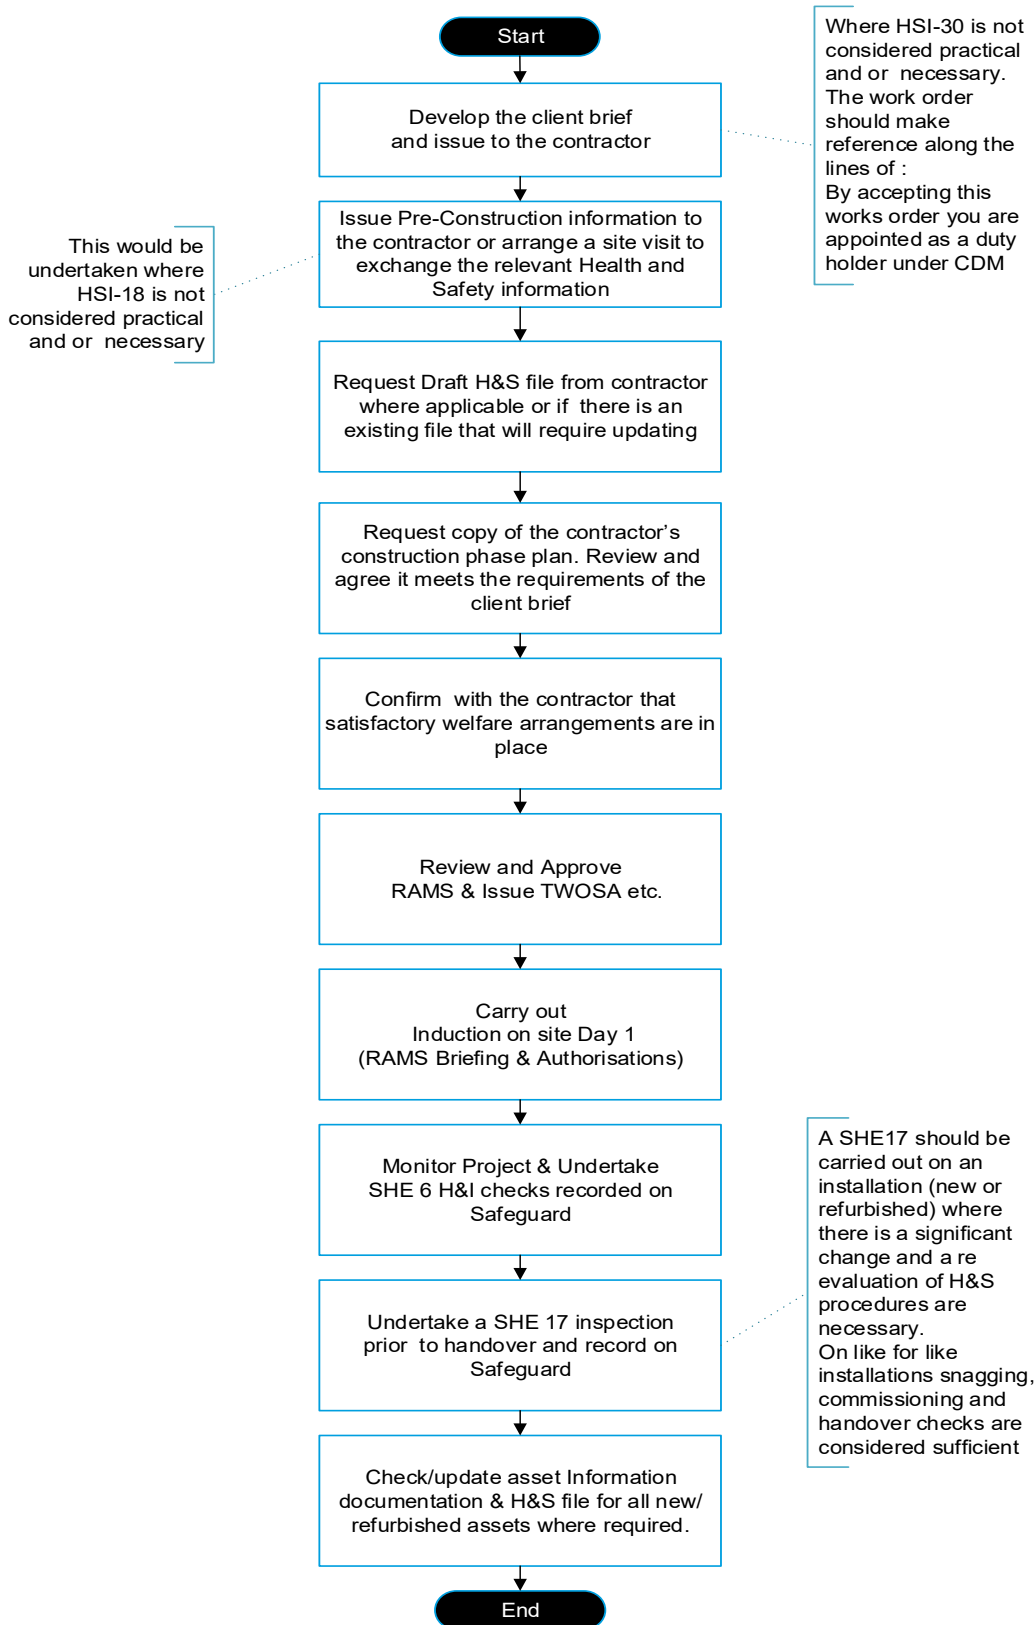 Start
Develop the client brief
and issue to the contractor
Where HSI-30 is not
considered practical
and or  necessary.
The work order
should make
reference along the
lines of :
By accepting this
works order you are
appointed as a duty
holder under CDM
Issue Pre-Construction information to
the contractor or arrange a site visit to
exchange the relevant Health and
Safety information
This would be
undertaken where
HSI-18 is not
considered practical
and or  necessary
Request Draft H&S file from contractor
where applicable or if  there is an
existing file that will require updating
Request copy of the contractor’s
construction phase plan. Review and
agree it meets the requirements of the
client brief
Confirm  with the contractor that
satisfactory welfare arrangements are in
place
Review and Approve
RAMS & Issue TWOSA etc.
Carry out
Induction on site Day 1
(RAMS Briefing & Authorisations)
Monitor Project & Undertake
SHE 6 H&I checks recorded on
Safeguard
Undertake a SHE 17 inspection
prior  to handover and record on
Safeguard
A SHE17 should be
carried out on an
installation (new or
refurbished) where
there is a significant
change and a re
evaluation of H&S
procedures are
necessary.
On like for like
installations snagging,
commissioning and
handover checks are
considered sufficient
Check/update asset Information
documentation & H&S file for all new/
refurbished assets where required.
End